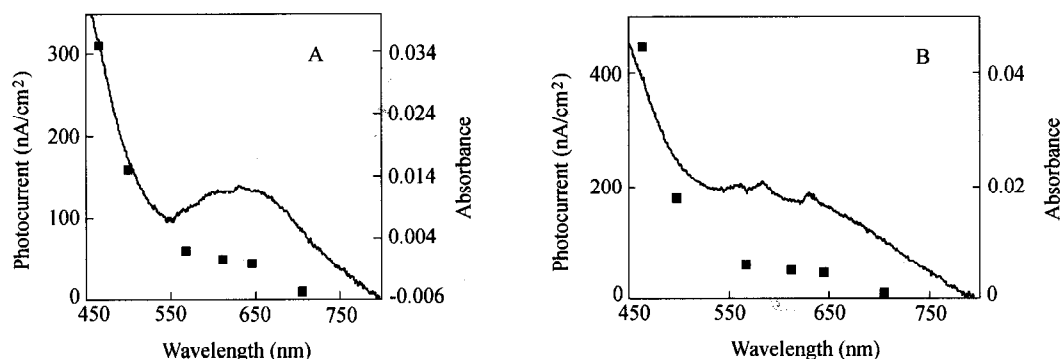 A
Photocurrent (nA/cm2)
300
200
100
0
0.034
0.024
0.014
0.004
-0.006
Absorbance
450
550
650
750
Wavelength (nm)
B
Photocurrent (nA/cm2)
400
200
0
0.04
0.02
0
Absorbance
450
550
650
750
Wavelength (nm)